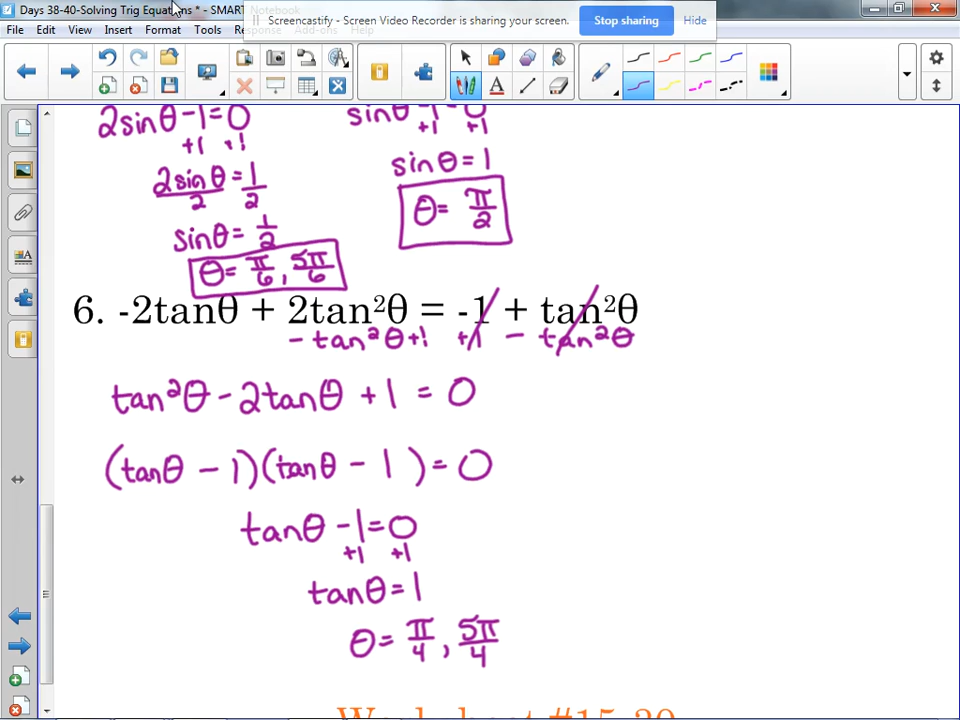 Days 38-40-Solving Trig Equations * - SMART Notebook
Screencastify - Screen Video Recorder is sharing your screen. Stop sharing Hide
File Edit View Insert Format Tools Response Add-ons Help
2sinθ-1=0
+1 +1
2sinθ/2 = 1/2
sinθ = 1/2
θ = π/6, 5π/6
sinθ -1 = 0
+1 +1
sinθ = 1
θ = π/2
6. -2tanθ + 2tan²θ = -1 + tan²θ
- tan²θ+1 +1 - tan²θ
tan²θ - 2tanθ + 1 = 0
(tanθ - 1)(tanθ - 1) = 0
tanθ -1=0
+1 +1
tanθ = 1
θ = π/4, 5π/4
Worksheet #15-30